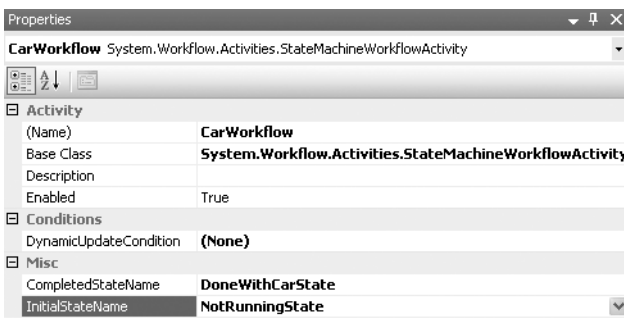 Properties
CarWorkflow System.Workflow.Activities.StateMachineWorkflowActivity
Activity
(Name) CarWorkflow
Base Class System.Workflow.Activities.StateMachineWorkflowActivity
Description
Enabled True
Conditions
DynamicUpdateCondition (None)
Misc
CompletedStateName DoneWithCarState
InitialStateName NotRunningState